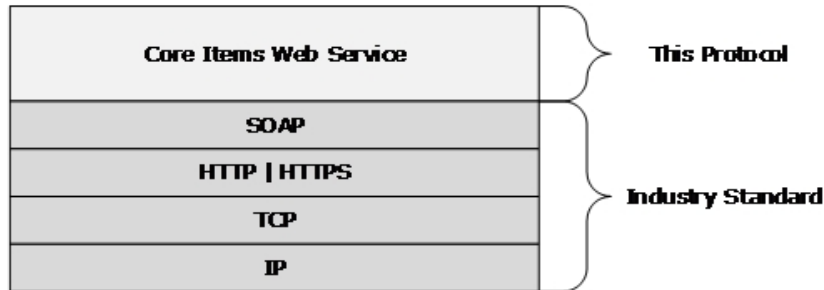 Core Items Web Service
This Protocol
SOAP
HTTP | HTTPS
Industry Standard
TCP
IP